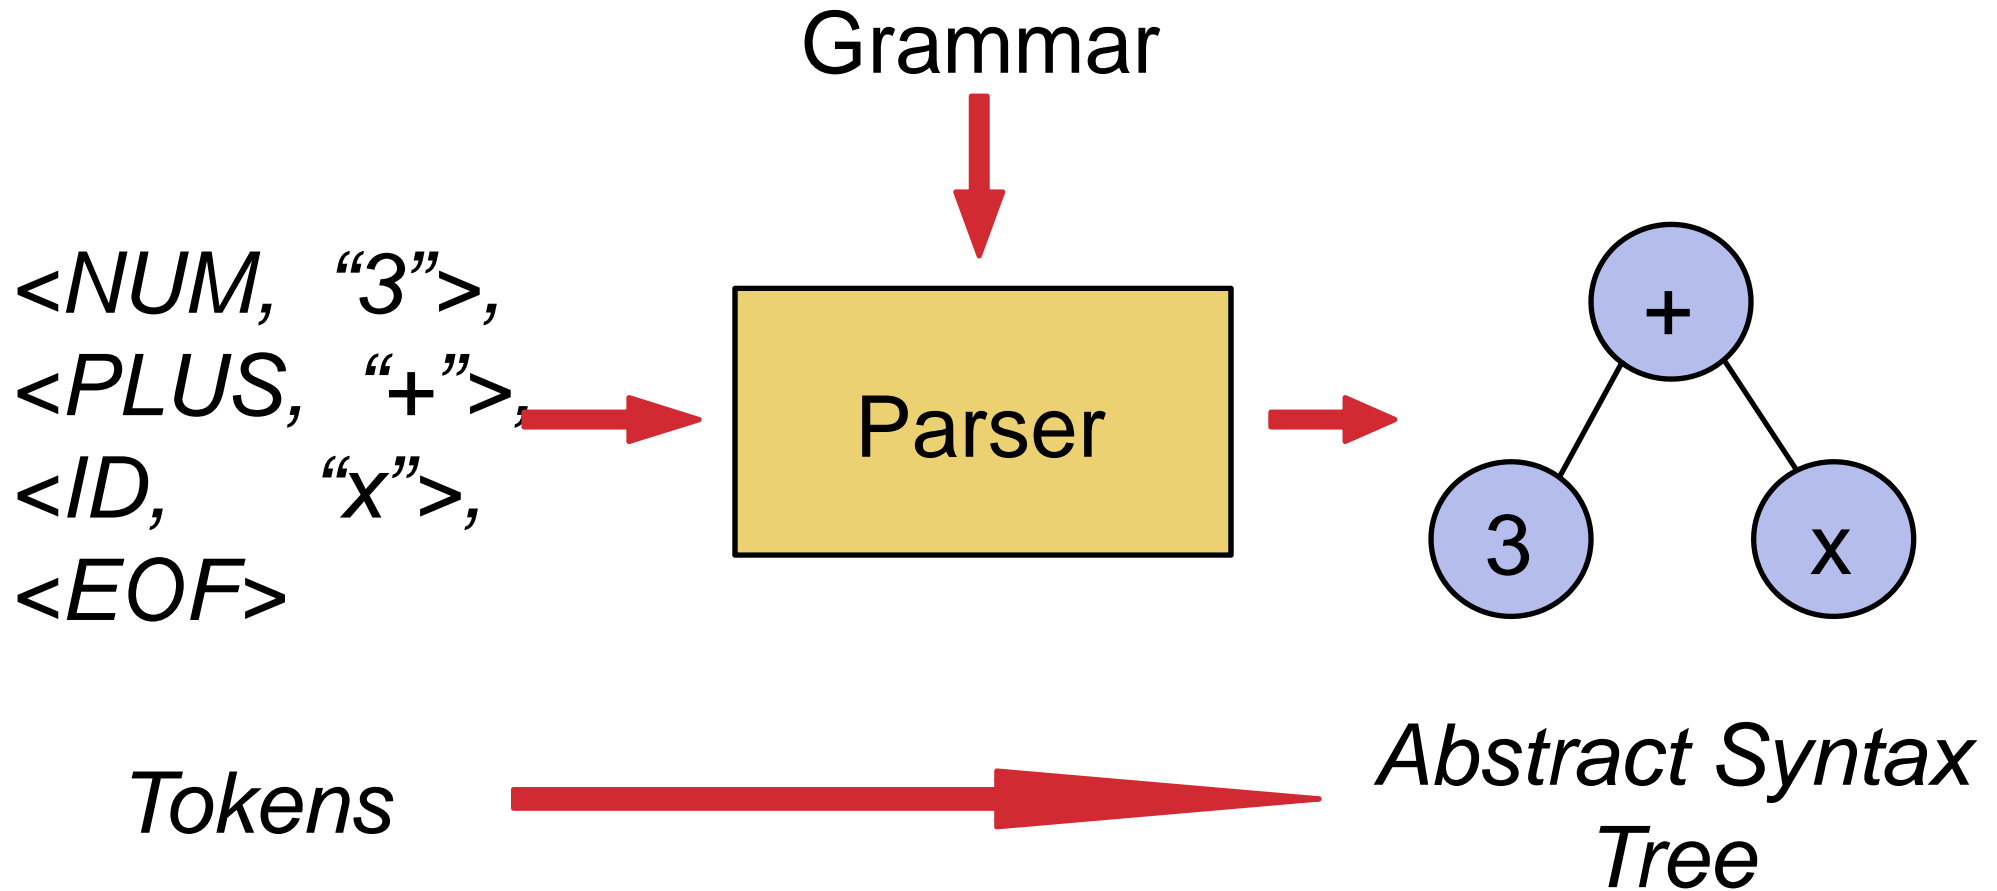 Grammar
<NUM, “3”>,
<PLUS, “+”>,
<ID, “x”>,
<EOF>
Parser
+
3 x
Tokens
Abstract Syntax
Tree